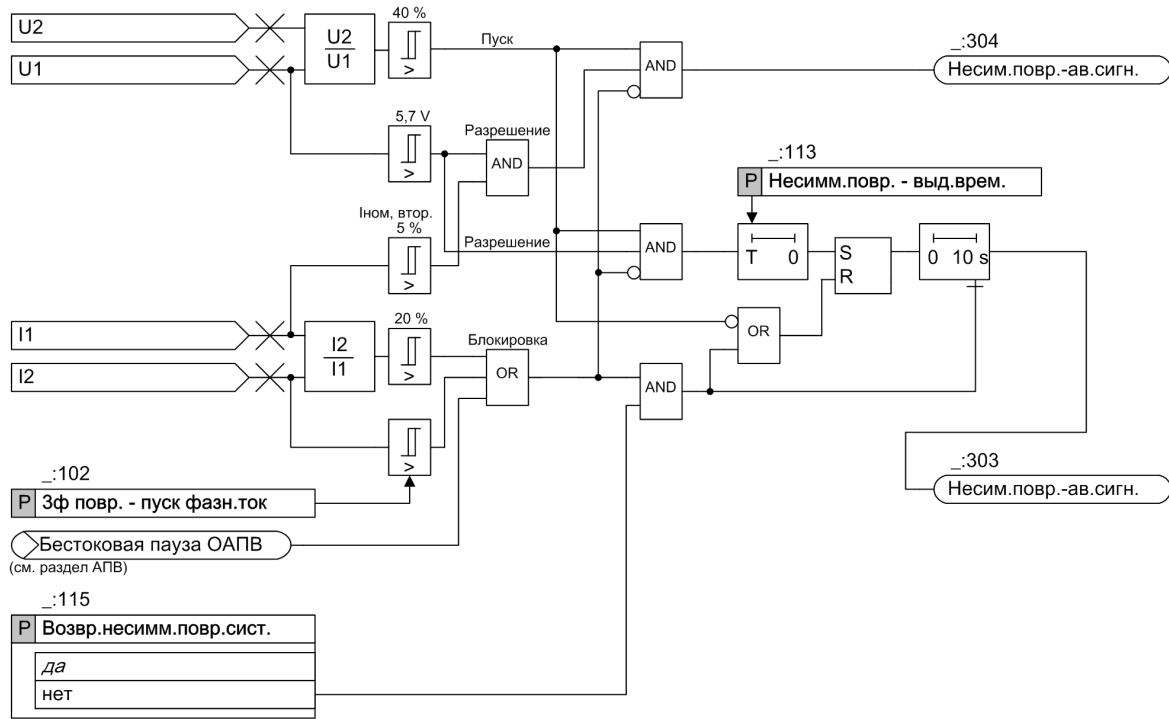 U2
U1
U2
U1
40 %
>
Пуск
AND
_:304
Несим.повр.-ав.сигн.
5,7 V
>
Разрешение
AND
_:113
P Несимм.повр. - выд.врем.
Iном, втор.
5 %
>
Разрешение
AND
T 0
S
R
0 10 s
I1
I2
I2
I1
20 %
>
Блокировка
OR
OR
AND
>
_:102
P 3ф повр. - пуск фазн.ток
_:303
Несим.повр.-ав.сигн.
Бестоковая пауза ОАПВ
(см. раздел АПВ)
_:115
P Возвр.несимм.повр.сист.
да
нет